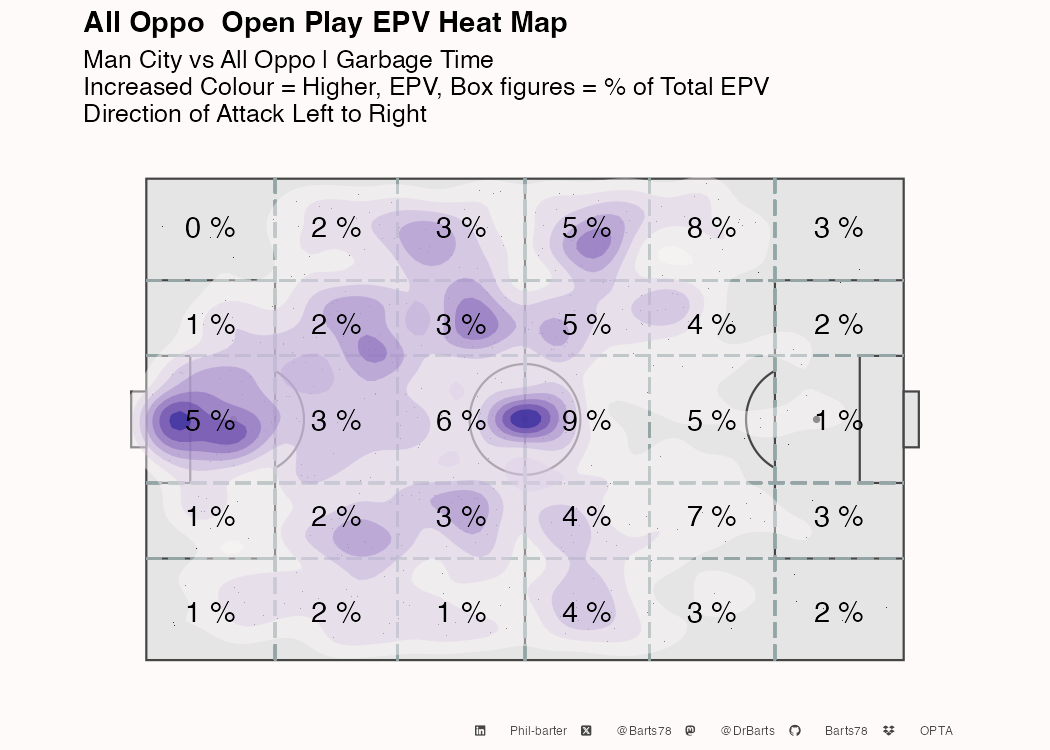 All Oppo  Open Play EPV Heat Map
Man City vs All Oppo | Garbage Time
Increased Colour = Higher, EPV, Box figures = % of Total EPV
Direction of Attack Left to Right
0 % 2 % 3 % 5 % 8 % 3 %
1 % 2 % 3 % 5 % 4 % 2 %
5 % 3 % 6 % 9 % 5 % 1 %
1 % 2 % 3 % 4 % 7 % 3 %
1 % 2 % 1 % 4 % 3 % 2 %
Phil-barter @Barts78 @DrBarts Barts78 OPTA